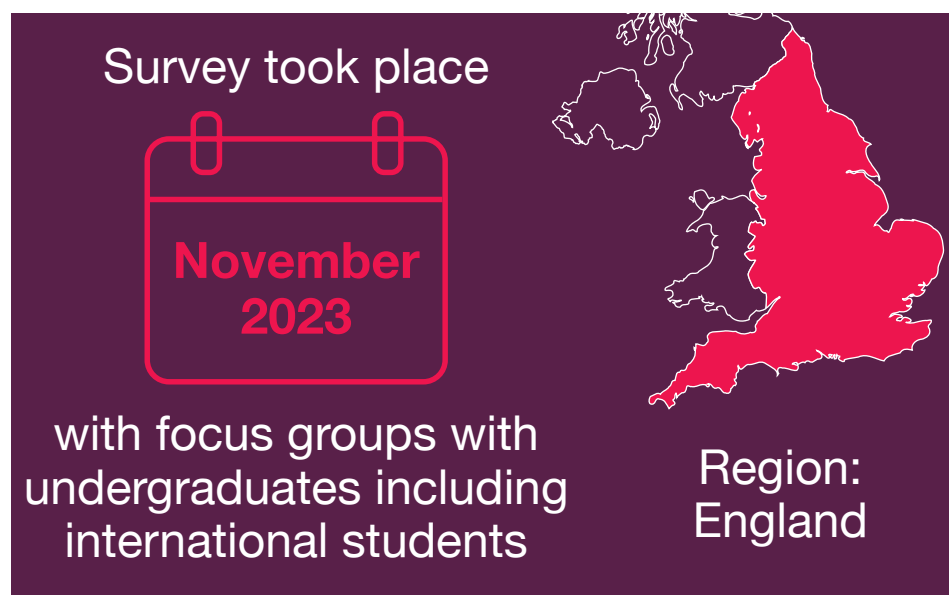 Survey took place
November
2023
with focus groups with
undergraduates including
international students
Region:
England